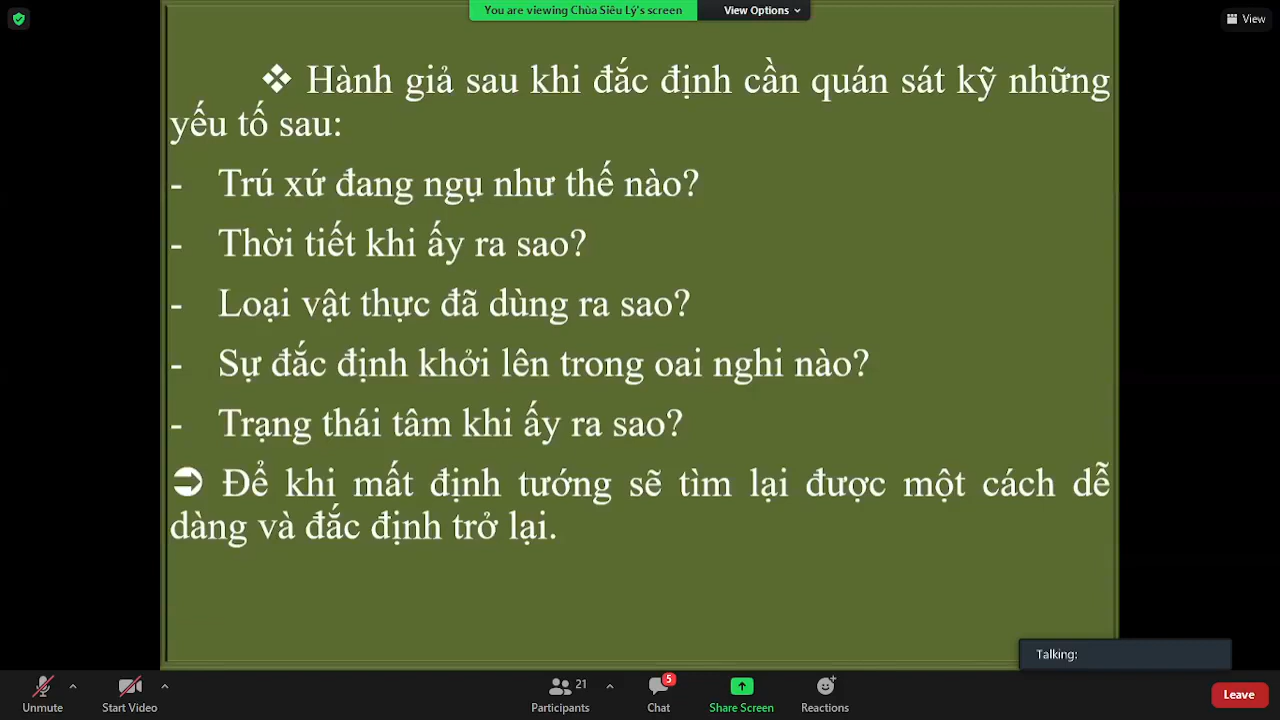 You are viewing Chùa Siêu Lý's screen
View Options
View
❖ Hành giả sau khi đắc định cần quán sát kỹ những
yếu tố sau:
- Trú xứ đang ngụ như thế nào?
- Thời tiết khi ấy ra sao?
- Loại vật thực đã dùng ra sao?
- Sự đắc định khởi lên trong oai nghi nào?
- Trạng thái tâm khi ấy ra sao?
➲ Để khi mất định tướng sẽ tìm lại được một cách dễ
dàng và đắc định trở lại.
Talking:
Unmute
Start Video
21
Participants
5
Chat
Share Screen
Reactions
Leave